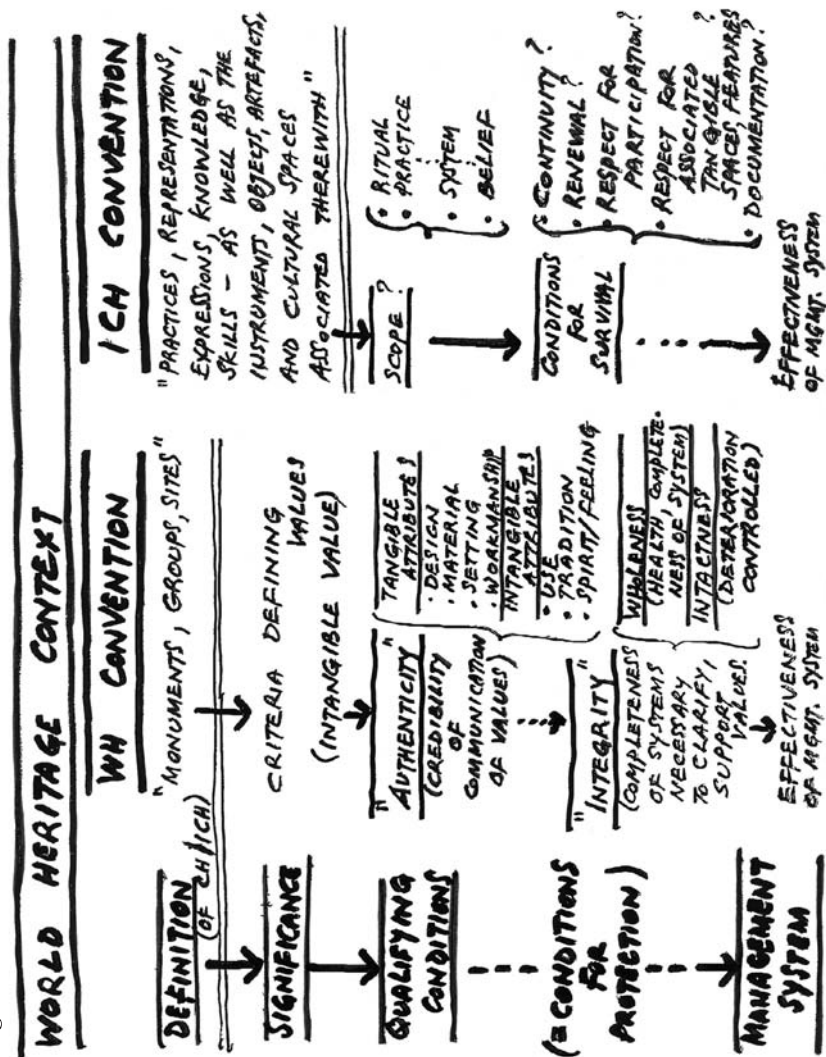 WORLD HERITAGE CONTEXT
WH CONVENTION
ICH CONVENTION
DEFINITION
(OF CH/ICH)
"MONUMENTS, GROUPS, SITES"
"PRACTICES, REPRESENTATIONS,
EXPRESSIONS, KNOWLEDGE,
SKILLS - AS WELL AS THE
INSTRUMENTS, OBJECTS, ARTEFACTS,
AND CULTURAL SPACES
ASSOCIATED THEREWITH"
SIGNIFICANCE
CRITERIA DEFINING
VALUES
(INTANGIBLE VALUE)
SCOPE?
• RITUAL
• PRACTICE
• SYSTEM
• BELIEF
QUALIFYING
CONDITIONS
"AUTHENTICITY"
(CREDIBILITY
OF
COMMUNICATION
OF VALUES)
TANGIBLE
ATTRIBUTES
• DESIGN
• MATERIAL
• SETTING
• WORKMANSHIP
INTANGIBLE
ATTRIBUTES
• USE
• TRADITION
• SPIRIT/FEELING
CONDITIONS
FOR
SURVIVAL
• CONTINUITY?
• RENEWAL?
• RESPECT FOR
PARTICIPATION?
• RESPECT FOR
ASSOCIATED
TANGIBLE
SPACES, FEATURES?
• DOCUMENTATION?
(= CONDITIONS
FOR
PROTECTION)
"INTEGRITY"
(COMPLETENESS
OF SYSTEMS
NECESSARY
TO CLARIFY,
SUPPORT
VALUES.
WHOLENESS
(HEALTH, COMPLETE-
NESS OF SYSTEM)
INTACTNESS
(DETERIORATION
CONTROLLED)
MANAGEMENT
SYSTEM
EFFECTIVENESS
OF MGMT. SYSTEM
EFFECTIVENESS
OF MGMT. SYSTEM